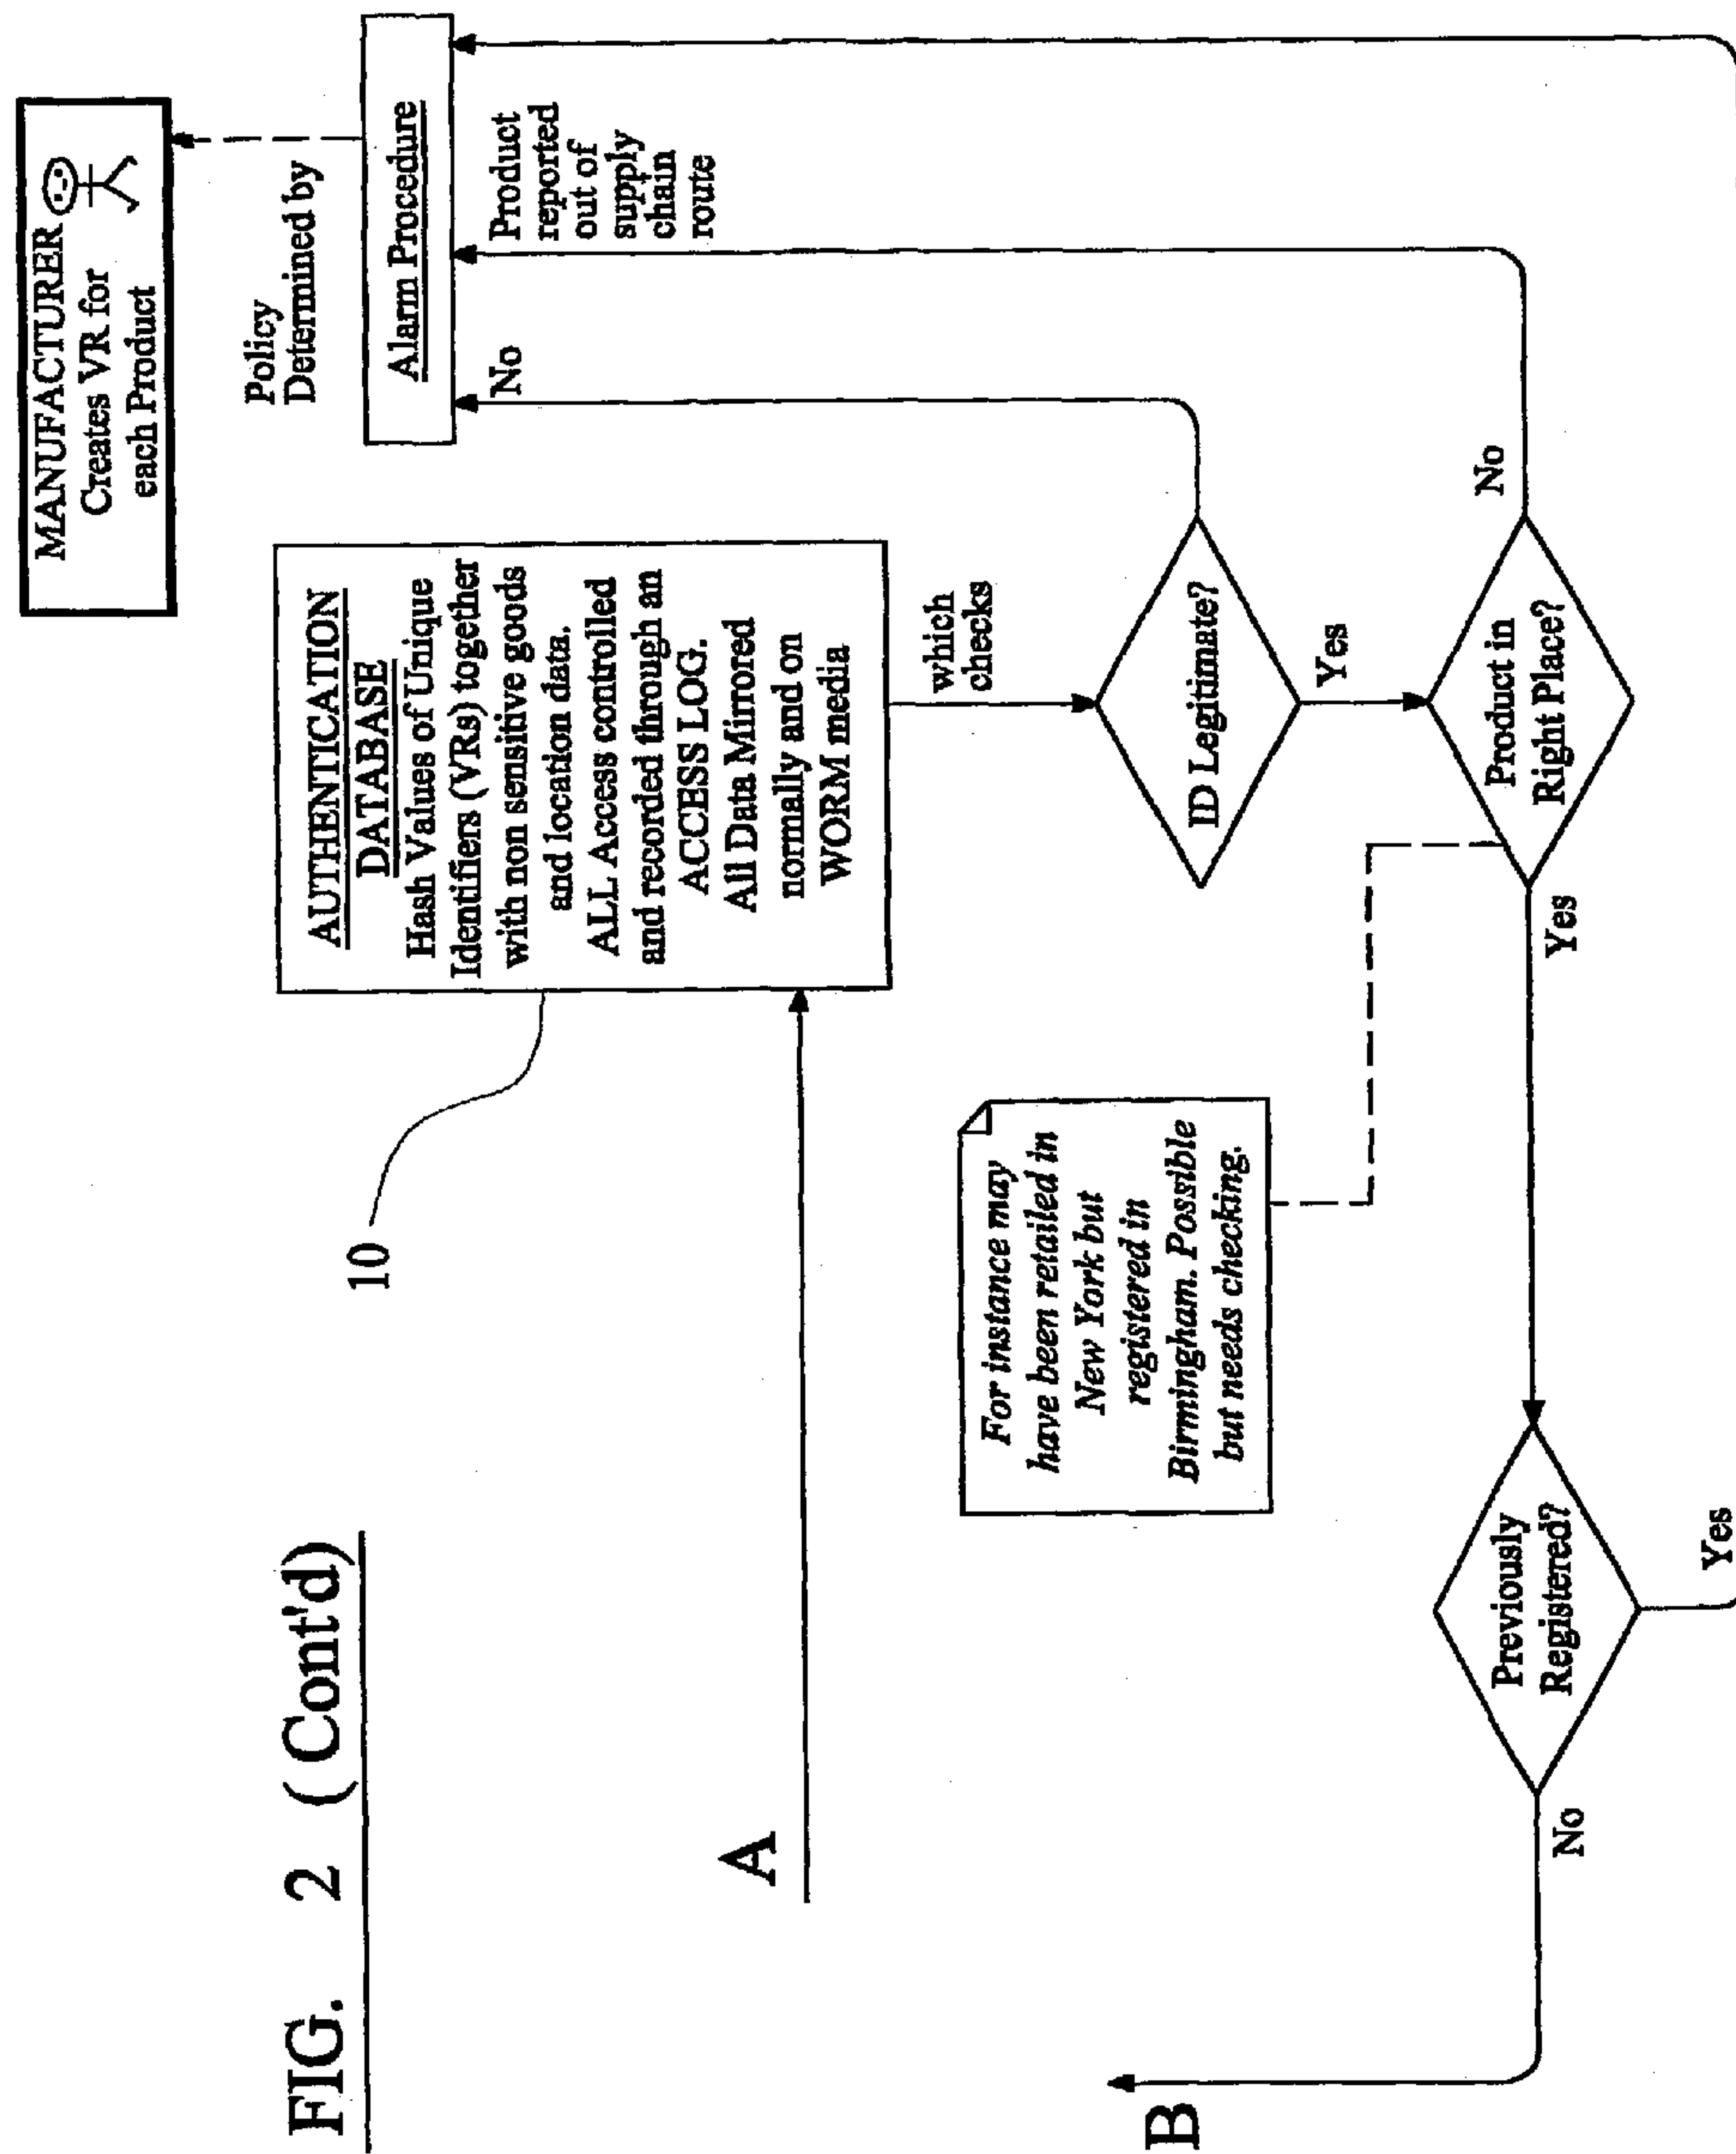 FIG. 2 (Cont'd)
MANUFACTURER
Creates VR for
each Product
Policy
Determined by
Alarm Procedure
No
Product
reported
out of
supply
chain
route
10
AUTHENTICATION
DATABASE
Hash Values of Unique
Identifiers (VRs) together
with non sensitive goods
and location data.
ALL Access controlled
and recorded through an
ACCESS LOG.
All Data Mirrored
normally and on
WORM media
A
which
checks
ID Legitimate?
Yes
For instance may
have been retailed in
New York but
registered in
Birmingham. Possible
but needs checking.
Product in
Right Place?
No
Yes
Previously
Registered?
No
Yes
B